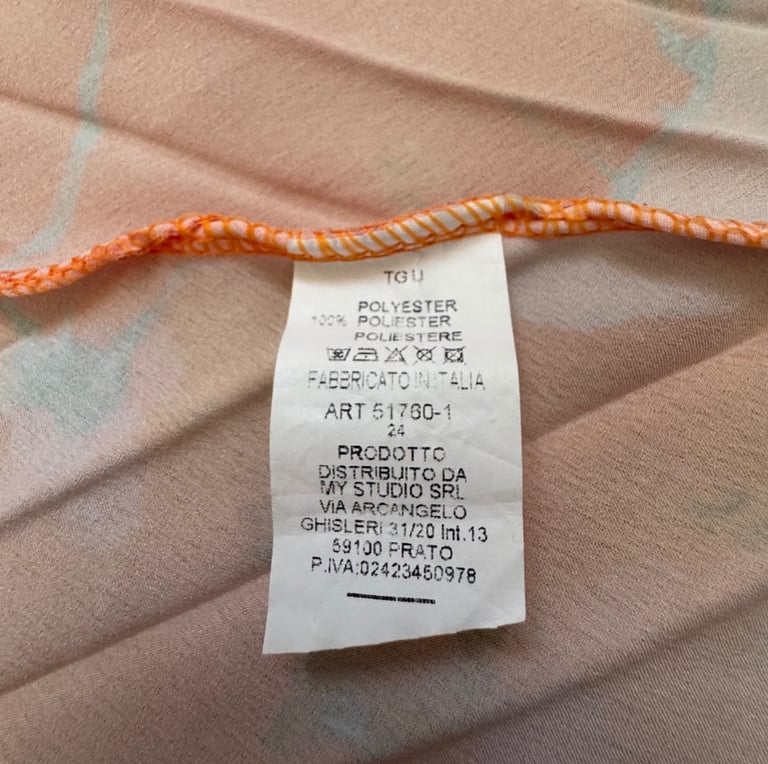 TG U
POLYESTER
100% POLIESTER
POLIESTERE
FABBRICATO IN ITALIA
ART 51760-1
24
PRODOTTO
DISTRIBUITO DA
MY STUDIO SRL
VIA ARCANGELO
GHISLERI 31/20 Int.13
59100 PRATO
P.IVA:02423450978